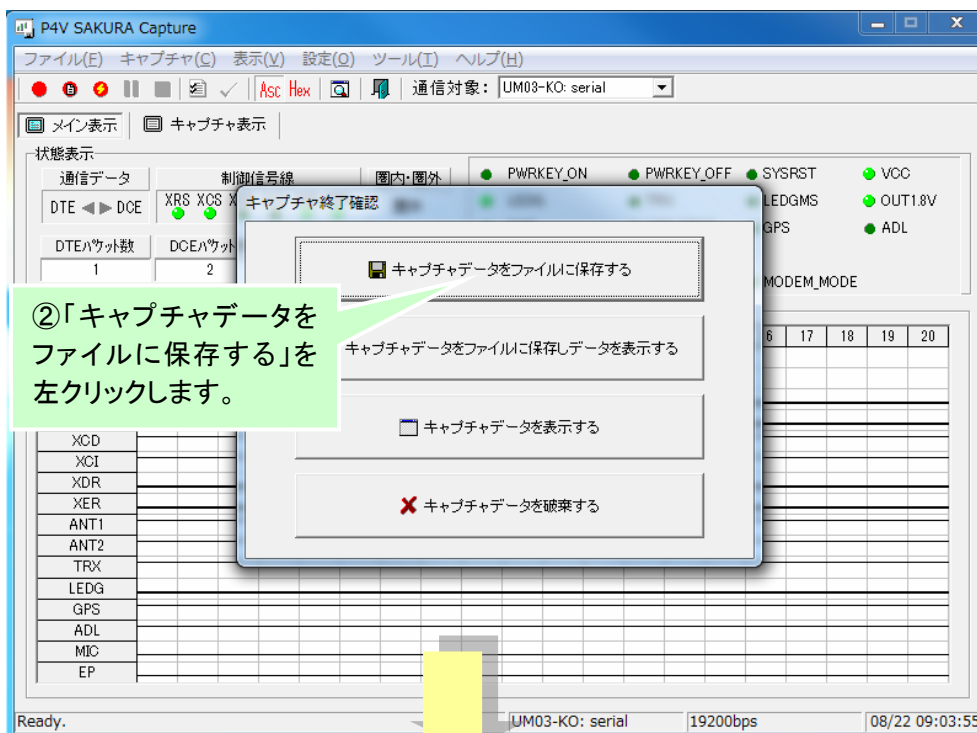 P4V SAKURA Capture
ファイル(F) キャプチャ(C) 表示(V) 設定(O) ツール(T) ヘルプ(H)
Asc Hex 通信対象： UM03-KO: serial
メイン表示 キャプチャ表示
状態表示
通信データ 制御信号線 圏内・圏外 PWRKEY_ON PWRKEY_OFF SYSRST VCC
DTE DCE XRS XCS LEDGMS OUT1.8V
GPS ADL
DTEパケット数 DCEパケット
1 2
MODEM_MODE
キャプチャ終了確認
キャプチャデータをファイルに保存する
キャプチャデータをファイルに保存しデータを表示する
キャプチャデータを表示する
キャプチャデータを破棄する
②「キャプチャデータを
ファイルに保存する」を
左クリックします。
6 17 18 19 20
XCD
XCI
XDR
XER
ANT1
ANT2
TRX
LEDG
GPS
ADL
MIC
EP
Ready. UM03-KO: serial 19200bps 08/22 09:03:55